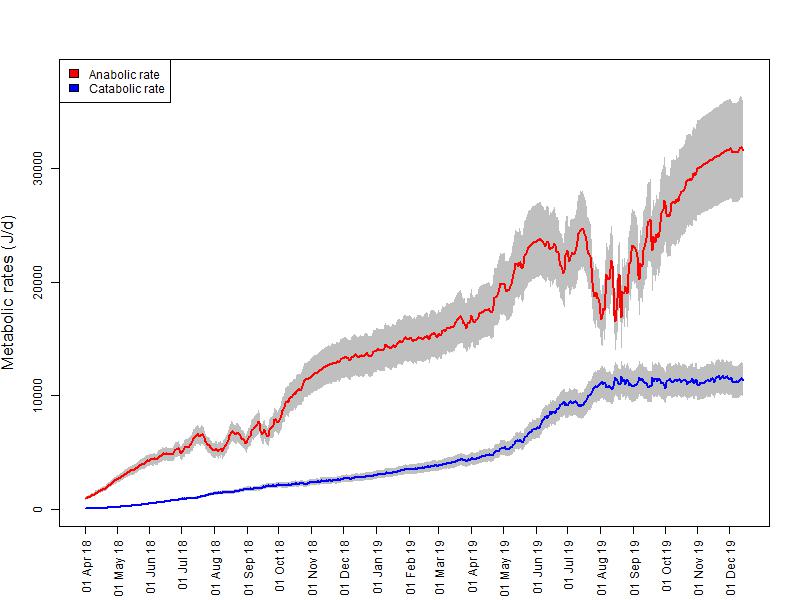 Anabolic rate
Catabolic rate
Metabolic rates (J/d)
30000
20000
10000
0
01 Apr 18
01 May 18
01 Jun 18
01 Jul 18
01 Aug 18
01 Sep 18
01 Oct 18
01 Nov 18
01 Dec 18
01 Jan 19
01 Feb 19
01 Mar 19
01 Apr 19
01 May 19
01 Jun 19
01 Jul 19
01 Aug 19
01 Sep 19
01 Oct 19
01 Nov 19
01 Dec 19